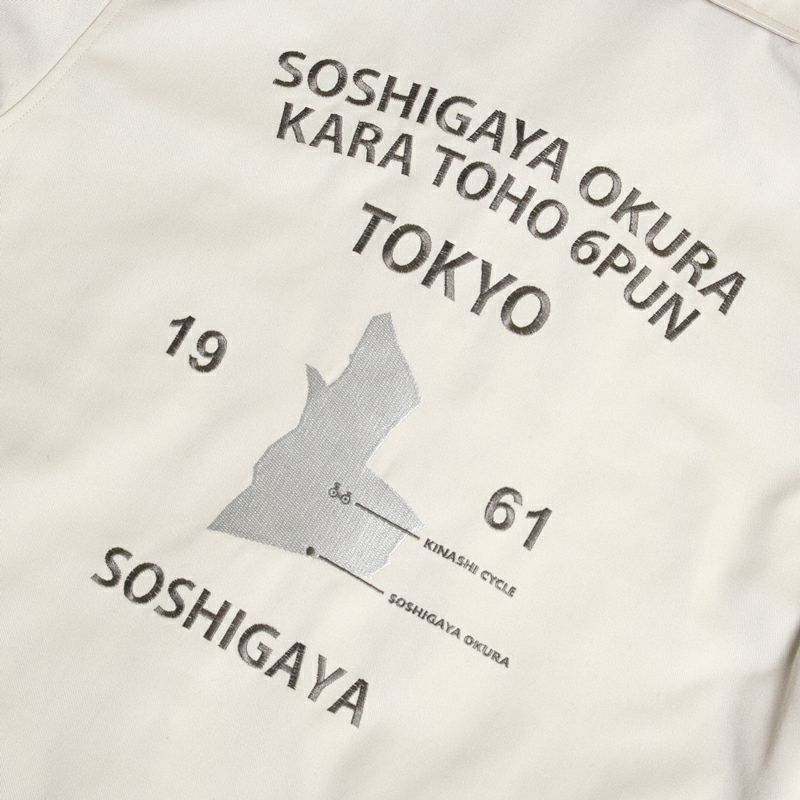 SOSHIGAYA OKURA
KARA TOHO 6PUN
TOKYO
19
61
KINASHI CYCLE
SOSHIGAYA OKURA
SOSHIGAYA